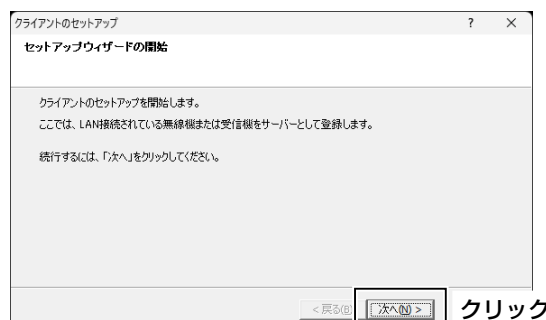 クライアントのセットアップ ? ×
セットアップウィザードの開始
クライアントのセットアップを開始します。
ここでは、LAN接続されている無線機または受信機をサーバーとして登録します。
続行するには、「次へ」をクリックしてください。
< 戻る(B) 次へ(N) > クリック